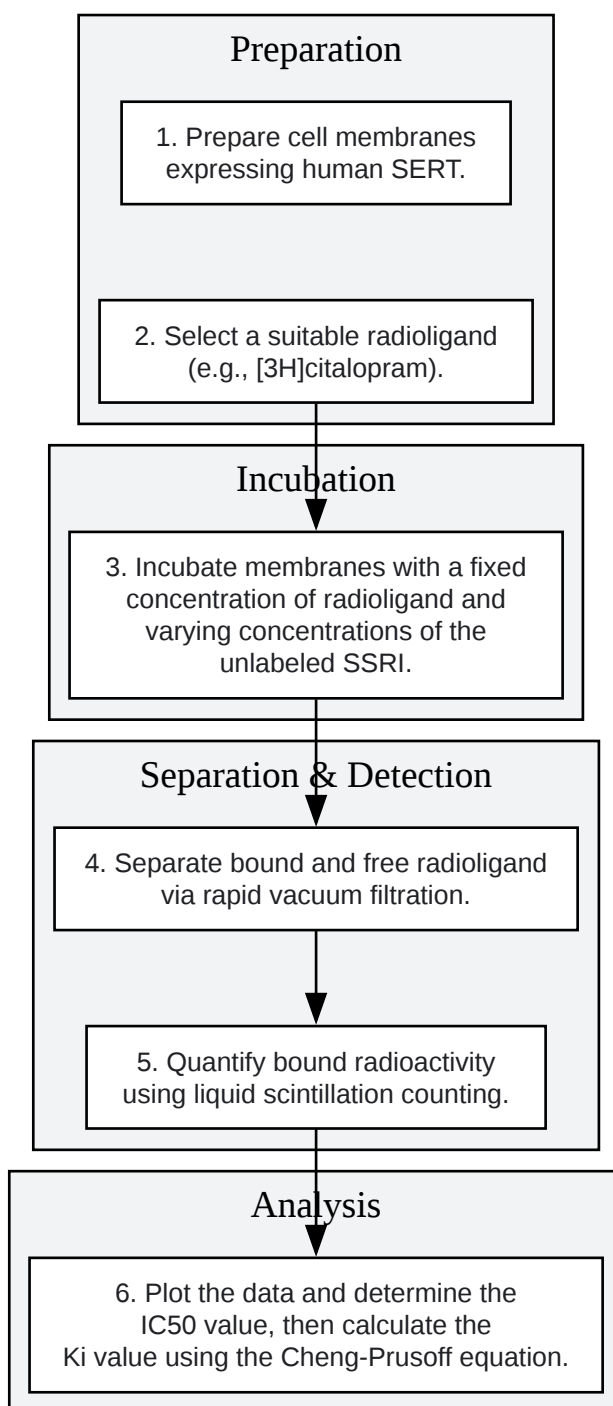 Preparation
1. Prepare cell membranes
expressing human SERT.
2. Select a suitable radioligand
(e.g., [3H]citalopram).
Incubation
3. Incubate membranes with a fixed
concentration of radioligand and
varying concentrations of the
unlabeled SSRI.
Separation & Detection
4. Separate bound and free radioligand
via rapid vacuum filtration.
5. Quantify bound radioactivity
using liquid scintillation counting.
Analysis
6. Plot the data and determine the
IC50 value, then calculate the
Ki value using the Cheng-Prusoff equation.